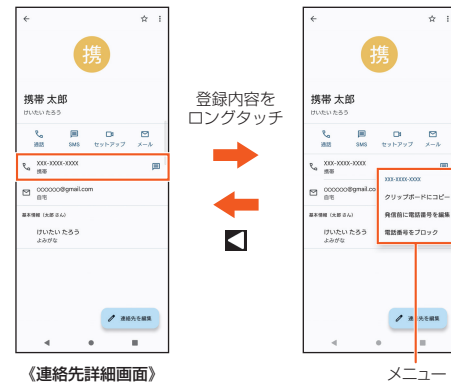 携
携帯 太郎
けいたい たろう
通話 SMS セットアップ メール
XXX-XXXX-XXXX
携帯
○○○○○○@gmail.com
自宅
基本情報（太郎 さん）
けいたい たろう
よみがな
連絡先を編集
《連絡先詳細画面》
登録内容を
ロングタッチ
携
携帯 太郎
けいたい たろう
通話 SMS セットアップ メール
XXX-XXXX-XXXX
携帯
○○○○○○@gmail.co
自宅
XXX-XXXX-XXXX
クリップボードにコピー
発信前に電話番号を編集
電話番号をブロック
基本情報（太郎 さん）
けいたい たろう
よみがな
連絡先を編集
メニュー